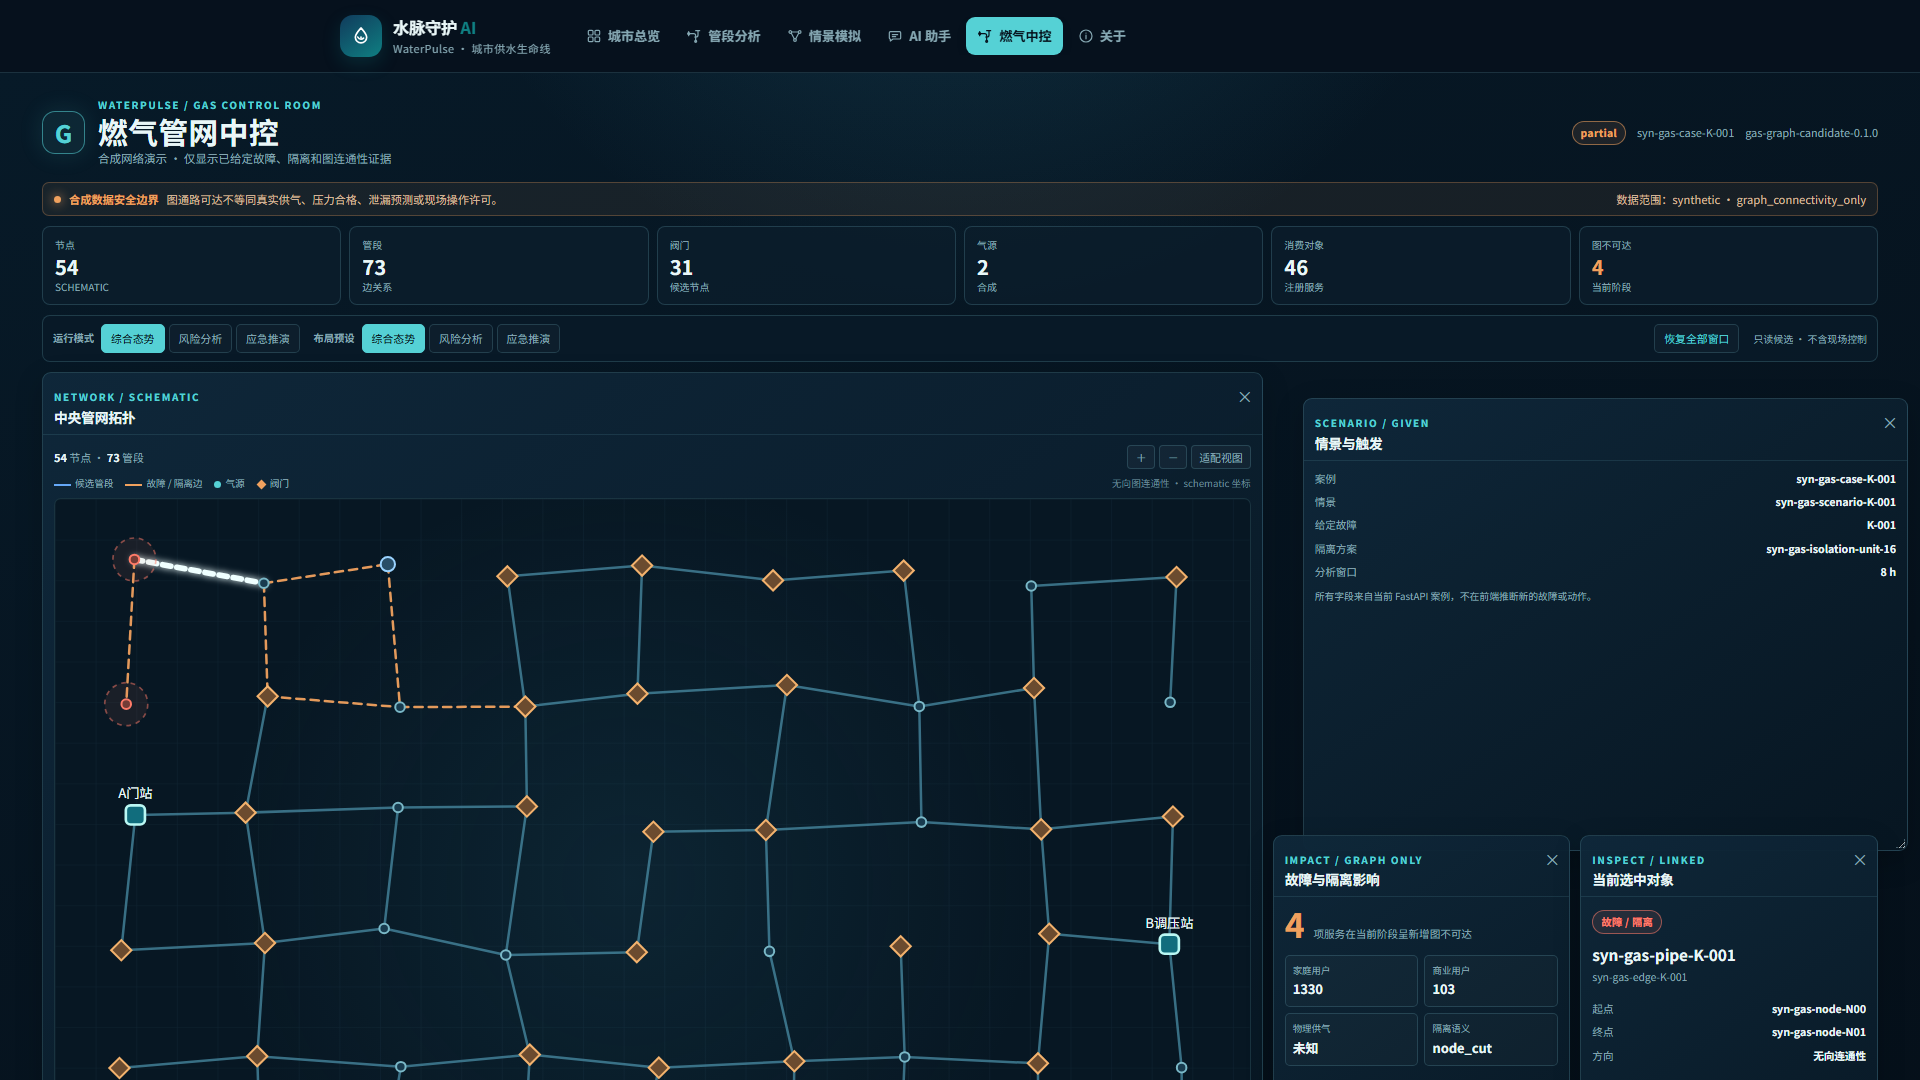 水脉守护 AI
WaterPulse · 城市供水生命线
城市总览
管段分析
情景模拟
AI 助手
燃气中控
关于
G
WATERPULSE / GAS CONTROL ROOM
燃气管网中控
合成网络演示 · 仅显示已给定故障、隔离和图连通性证据
partial
syn-gas-case-K-001
gas-graph-candidate-0.1.0
合成数据安全边界 图通路可达不等同真实供气、压力合格、泄漏预测或现场操作许可。
数据范围：synthetic · graph_connectivity_only
节点
54
SCHEMATIC
管段
73
边关系
阀门
31
候选节点
气源
2
合成
消费对象
46
注册服务
图不可达
4
当前阶段
运行模式 综合态势 风险分析 应急推演
布局预设 综合态势 风险分析 应急推演
恢复全部窗口
只读候选 · 不含现场控制
NETWORK / SCHEMATIC
中央管网拓扑
54 节点 · 73 管段
+ − 适配视图
候选管段 故障 / 隔离边 气源 阀门
无向图连通性 · schematic 坐标
A门站
B调压站
SCENARIO / GIVEN
情景与触发
案例 syn-gas-case-K-001
情景 syn-gas-scenario-K-001
给定故障 K-001
隔离方案 syn-gas-isolation-unit-16
分析窗口 8 h
所有字段来自当前 FastAPI 案例，不在前端推断新的故障或动作。
IMPACT / GRAPH ONLY
故障与隔离影响
4 项服务在当前阶段呈新增图不可达
家庭用户
1330
商业用户
103
物理供气
未知
隔离语义
node_cut
INSPECT / LINKED
当前选中对象
故障 / 隔离
syn-gas-pipe-K-001
syn-gas-edge-K-001
起点 syn-gas-node-N00
终点 syn-gas-node-N01
方向 无向连通性